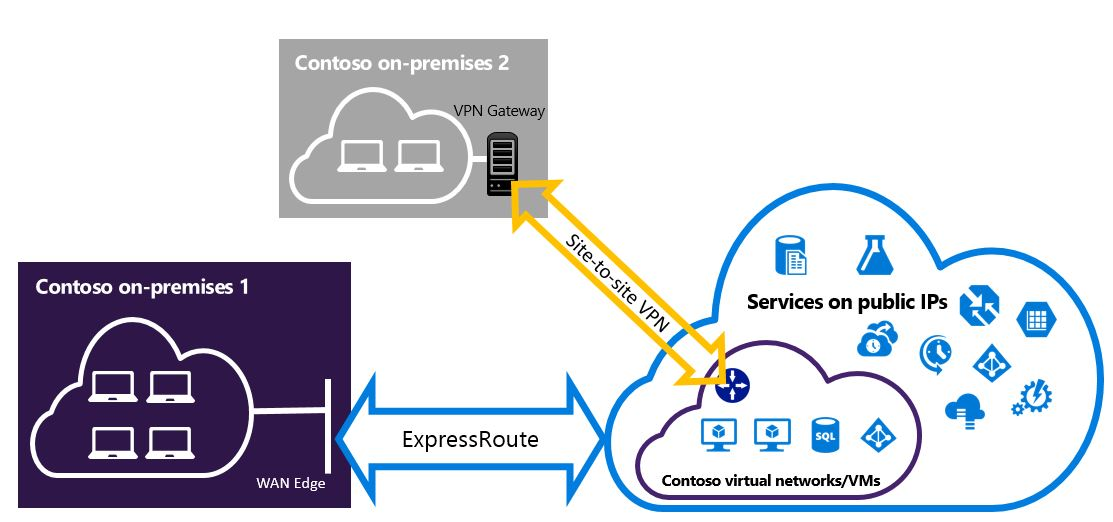 Contoso on-premises 2
VPN Gateway
Site-to-site VPN
Contoso on-premises 1
WAN Edge
ExpressRoute
Services on public IPs
SQL
Contoso virtual networks/VMs